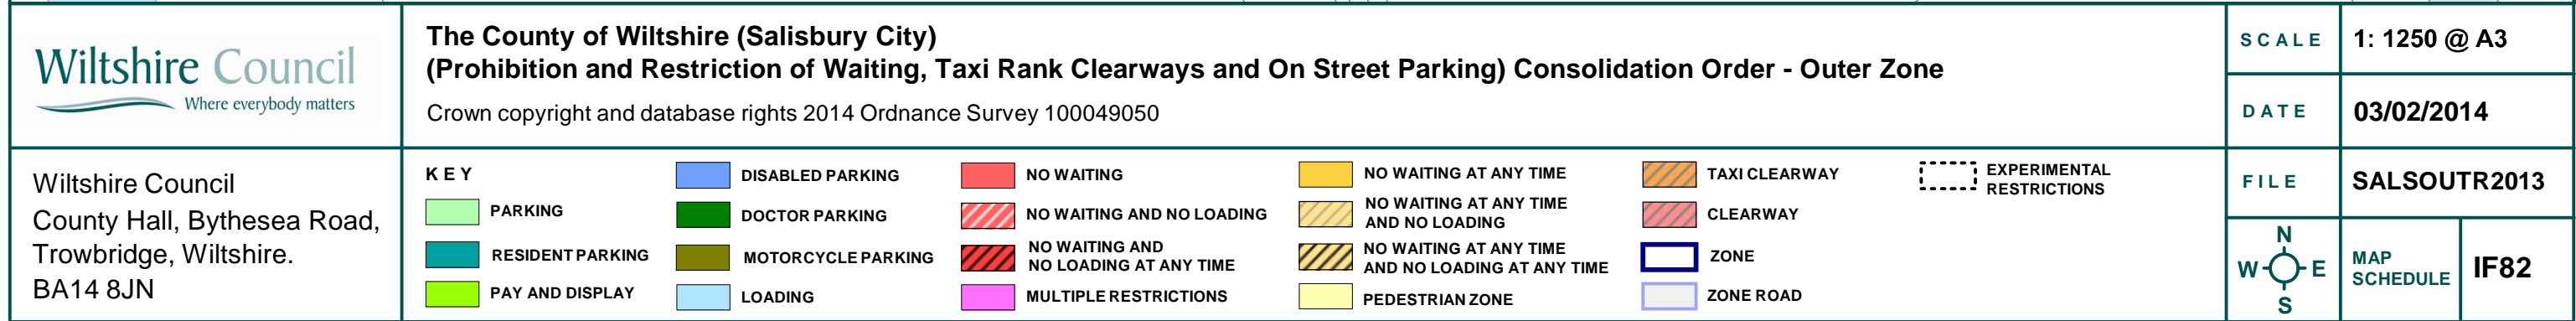 Wiltshire Council
Where everybody matters
The County of Wiltshire (Salisbury City)
(Prohibition and Restriction of Waiting, Taxi Rank Clearways and On Street Parking) Consolidation Order - Outer Zone
Crown copyright and database rights 2014 Ordnance Survey 100049050
SCALE
1: 1250 @ A3
DATE
03/02/2014
Wiltshire Council
County Hall, Bythesea Road,
Trowbridge, Wiltshire.
BA14 8JN
KEY
PARKING
RESIDENT PARKING
PAY AND DISPLAY
DISABLED PARKING
DOCTOR PARKING
MOTORCYCLE PARKING
LOADING
NO WAITING
NO WAITING AND NO LOADING
NO WAITING AND
NO LOADING AT ANY TIME
MULTIPLE RESTRICTIONS
NO WAITING AT ANY TIME
NO WAITING AT ANY TIME
AND NO LOADING
NO WAITING AT ANY TIME
AND NO LOADING AT ANY TIME
PEDESTRIAN ZONE
TAXI CLEARWAY
CLEARWAY
ZONE
ZONE ROAD
EXPERIMENTAL
RESTRICTIONS
FILE
SALSOUTR2013
N
W E
S
MAP
SCHEDULE
IF82